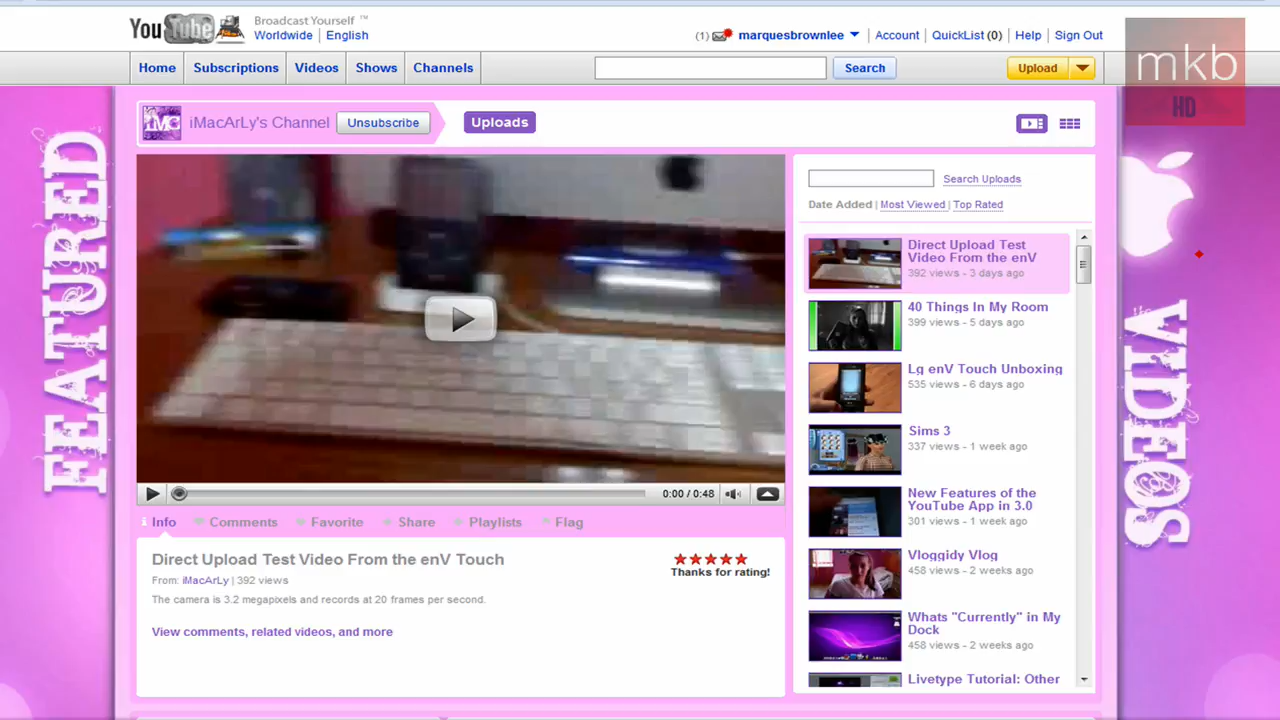 YouTube
Broadcast Yourself ™
Worldwide | English
(1) marquesbrownlee | Account | QuickList (0) | Help | Sign Out
Home | Subscriptions | Videos | Shows | Channels
Search
Upload
mkb
HD
iMG
iMacArLy's Channel
Unsubscribe
Uploads
FEATURED
VIDEOS
0:00 / 0:48
Info
Comments
Favorite
Share
Playlists
Flag
Direct Upload Test Video From the enV Touch
From: iMacArLy | 392 views
The camera is 3.2 megapixels and records at 20 frames per second.
View comments, related videos, and more
Thanks for rating!
Search Uploads
Date Added | Most Viewed | Top Rated
Direct Upload Test
Video From the enV
392 views - 3 days ago
40 Things In My Room
399 views - 5 days ago
Lg enV Touch Unboxing
535 views - 6 days ago
Sims 3
337 views - 1 week ago
New Features of the
YouTube App in 3.0
301 views - 1 week ago
Vloggidy Vlog
458 views - 2 weeks ago
Whats "Currently" in My
Dock
458 views - 2 weeks ago
Livetype Tutorial: Other